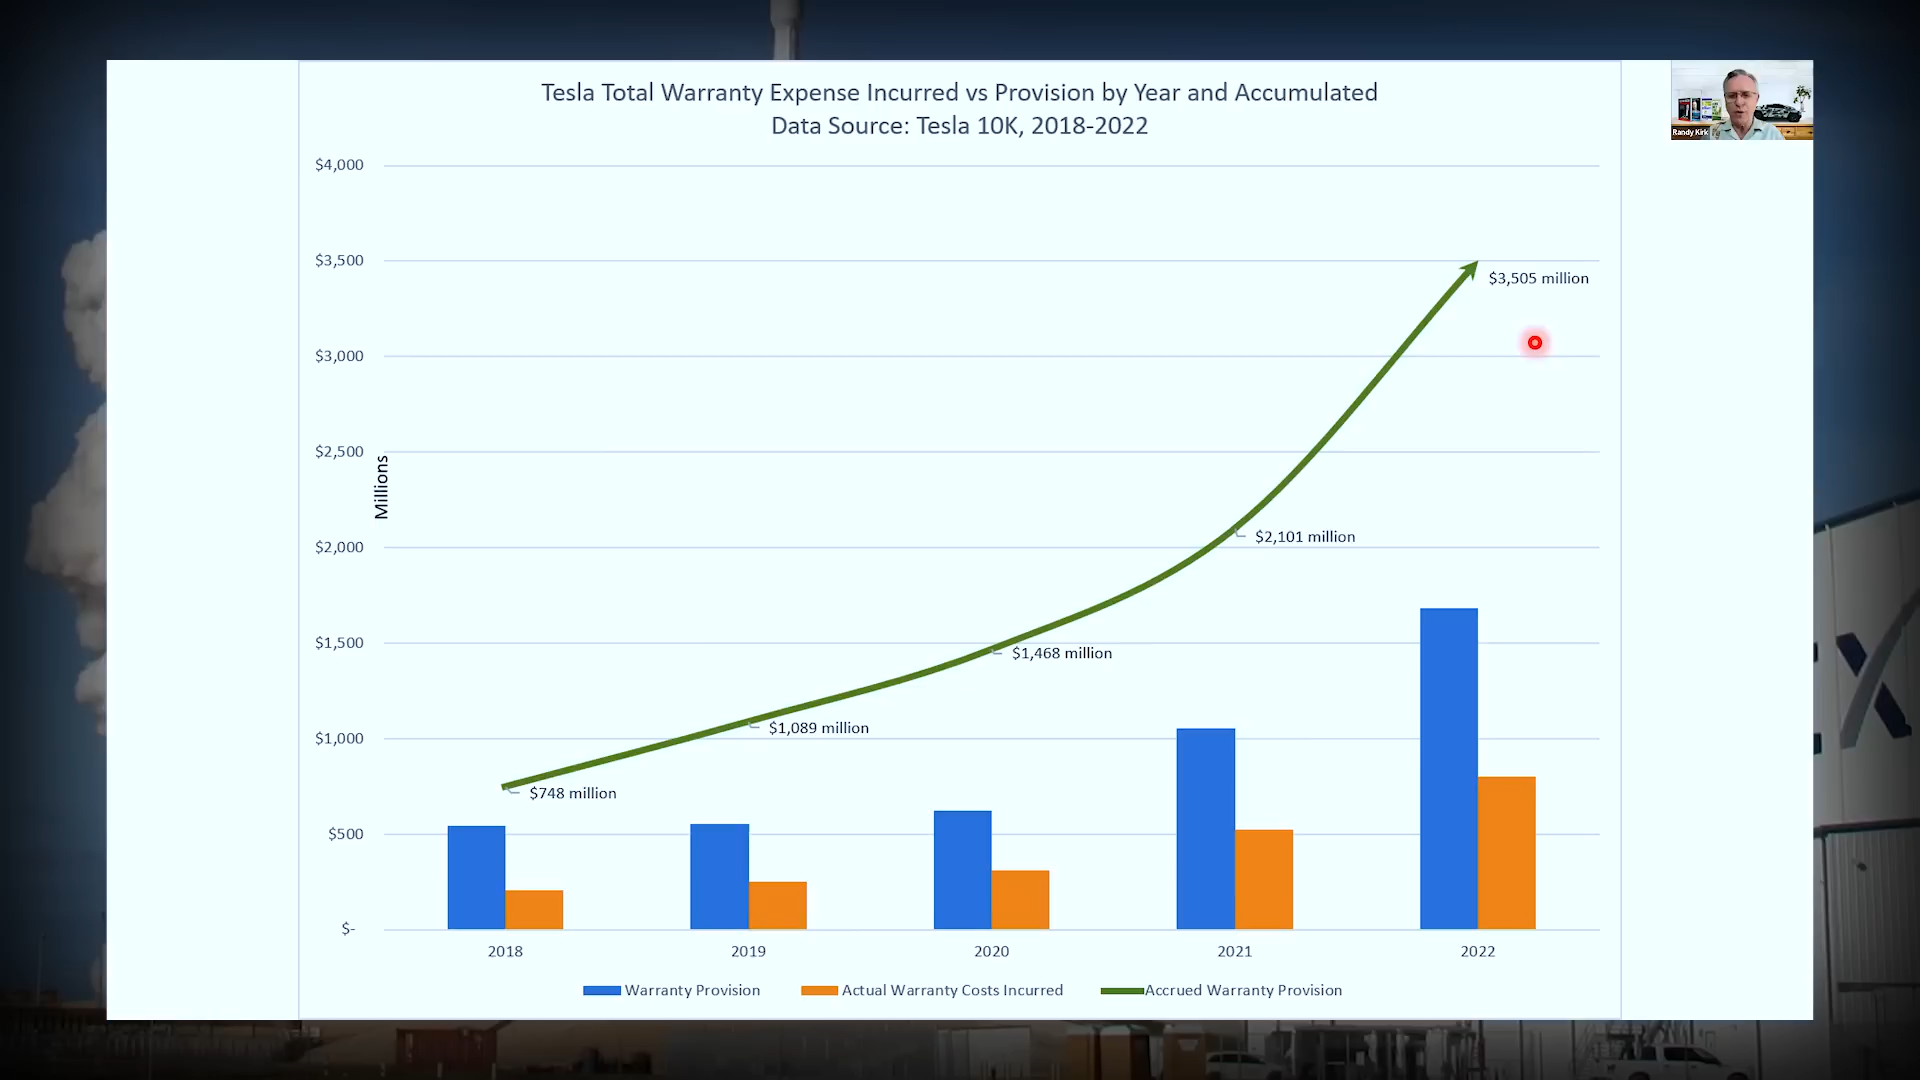 Tesla Total Warranty Expense Incurred vs Provision by Year and Accumulated
Data Source: Tesla 10K, 2018-2022
Randy Kirk
$4,000
$3,500
$3,505 million
$3,000
$2,500
Millions
$2,101 million
$2,000
$1,500
$1,468 million
$1,089 million
$1,000
$748 million
$500
$-
2018 2019 2020 2021 2022
Warranty Provision Actual Warranty Costs Incurred Accrued Warranty Provision
X